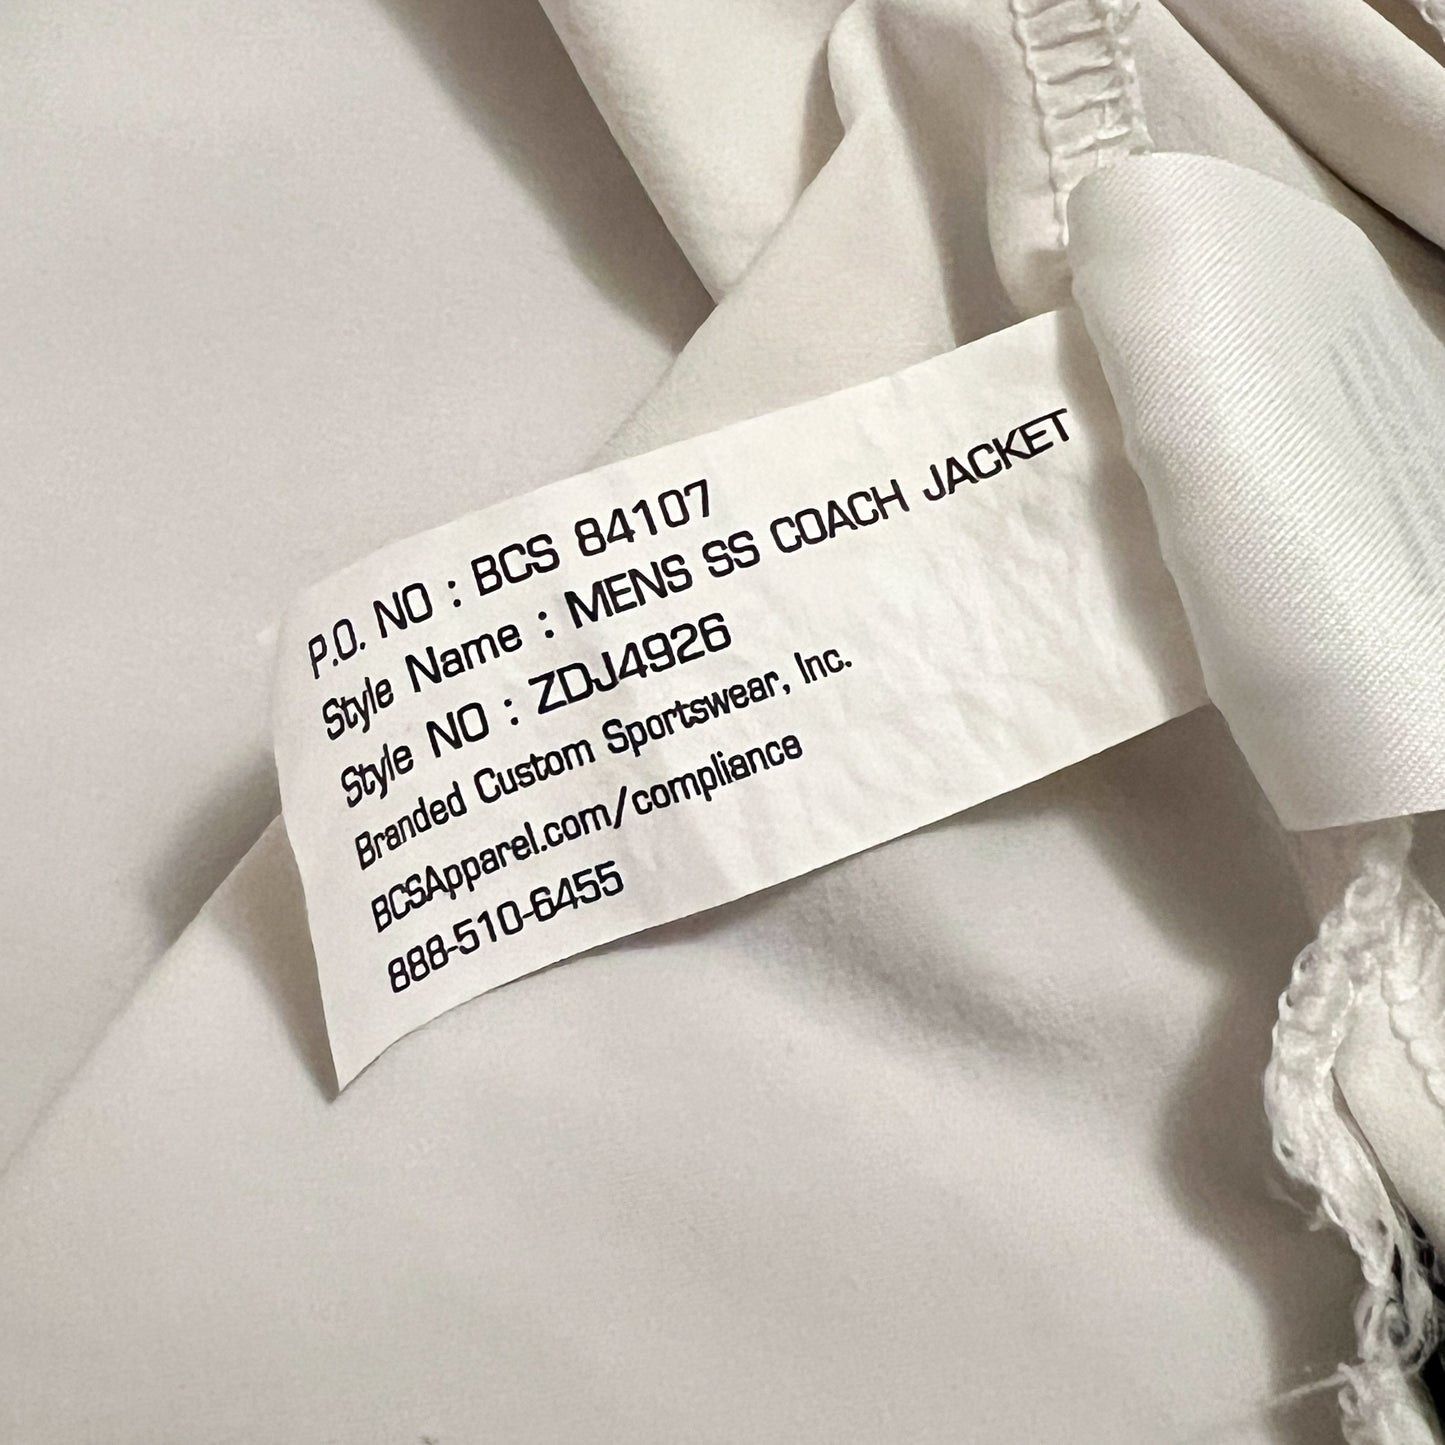 P.O. NO : BCS 84107
Style Name : MENS SS COACH JACKET
Style NO : ZDJ4926
Branded Custom Sportswear, Inc.
BCSApparel.com/compliance
888-510-6455